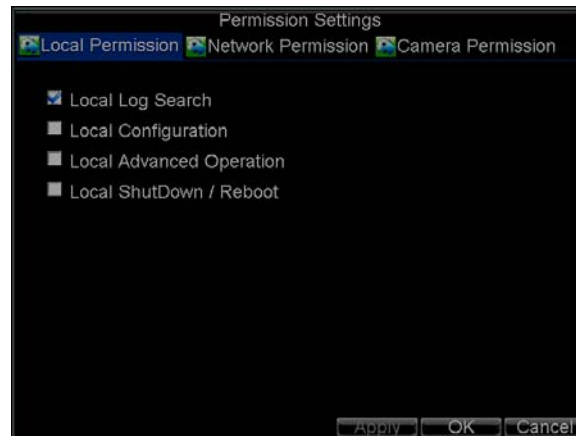 Permission Settings
Local Permission Network Permission Camera Permission
Local Log Search
Local Configuration
Local Advanced Operation
Local ShutDown / Reboot
Apply OK Cancel